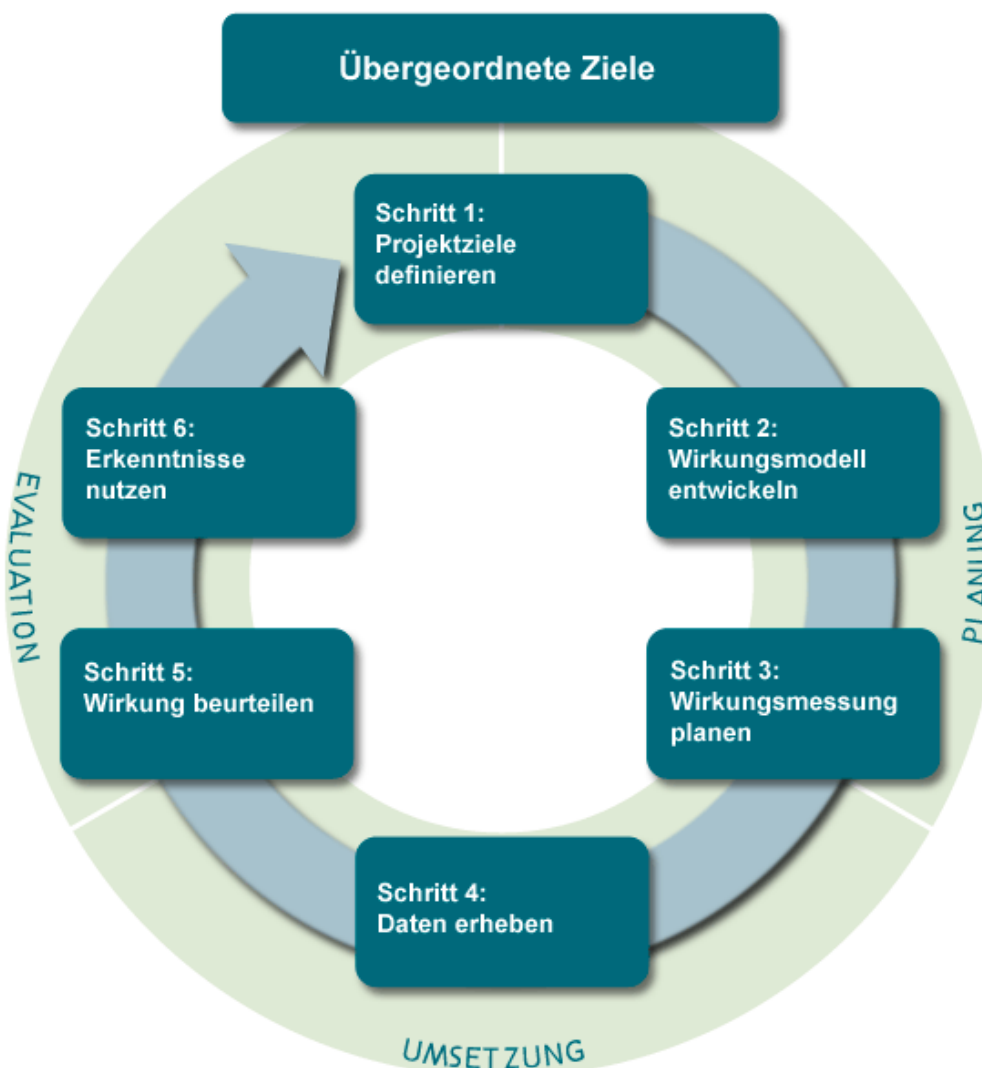 Übergeordnete Ziele
Schritt 1:
Projektziele
definieren
Schritt 2:
Wirkungsmodell
entwickeln
PLANUNG
Schritt 3:
Wirkungsmessung
planen
Schritt 4:
Daten erheben
UMSETZUNG
Schritt 5:
Wirkung beurteilen
EVALUATION
Schritt 6:
Erkenntnisse
nutzen